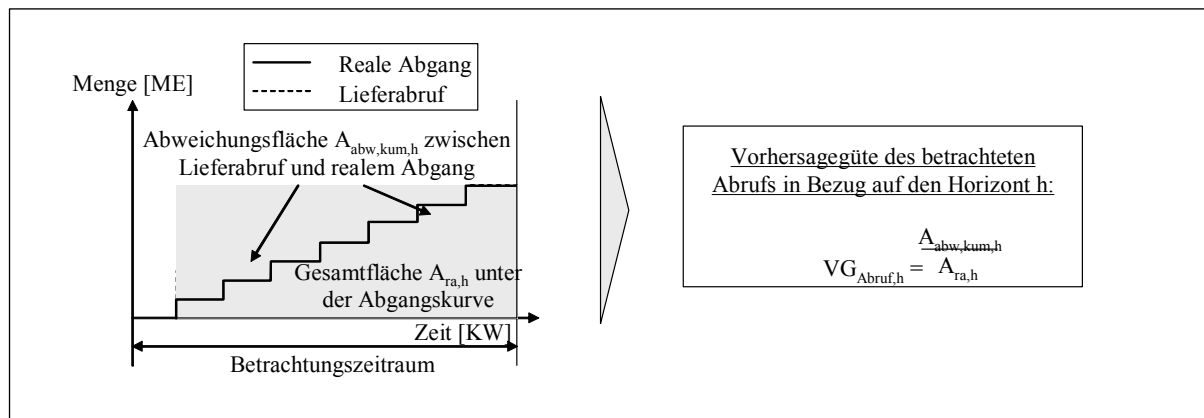 Reale Abgang
Lieferabruf
Menge [ME]
Abweichungsfläche A_abw,kum,h zwischen
Lieferabruf und realem Abgang
Gesamtfläche A_ra,h unter
der Abgangskurve
Zeit [KW]
Betrachtungszeitraum
Vorhersagegüte des betrachteten
Abrufs in Bezug auf den Horizont h:
A_abw,kum,h
VG_Abruf,h =
A_ra,h